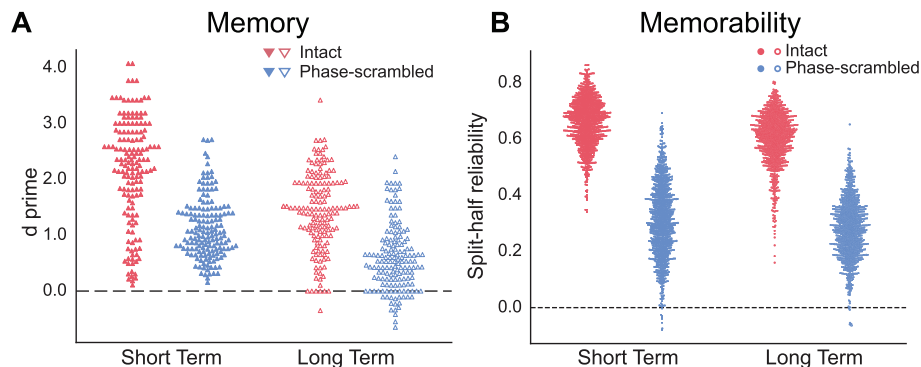 A
Memory
Intact
Phase-scrambled
d prime
4.0
3.0
2.0
1.0
0.0
Short Term
Long Term
B
Memorability
Intact
Phase-scrambled
Split-half reliability
0.8
0.6
0.4
0.2
0.0
Short Term
Long Term